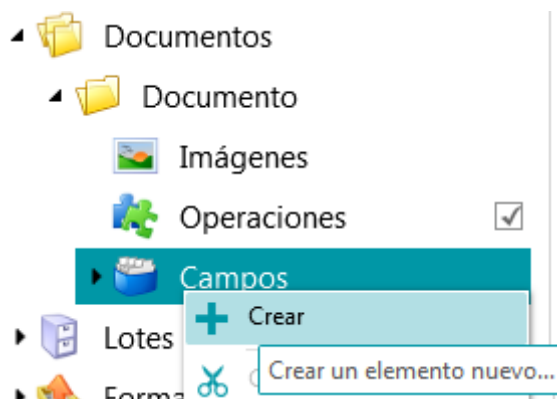 Documentos
Documento
Imágenes
Operaciones
Campos
Crear
Lotes
Crear un elemento nuevo...